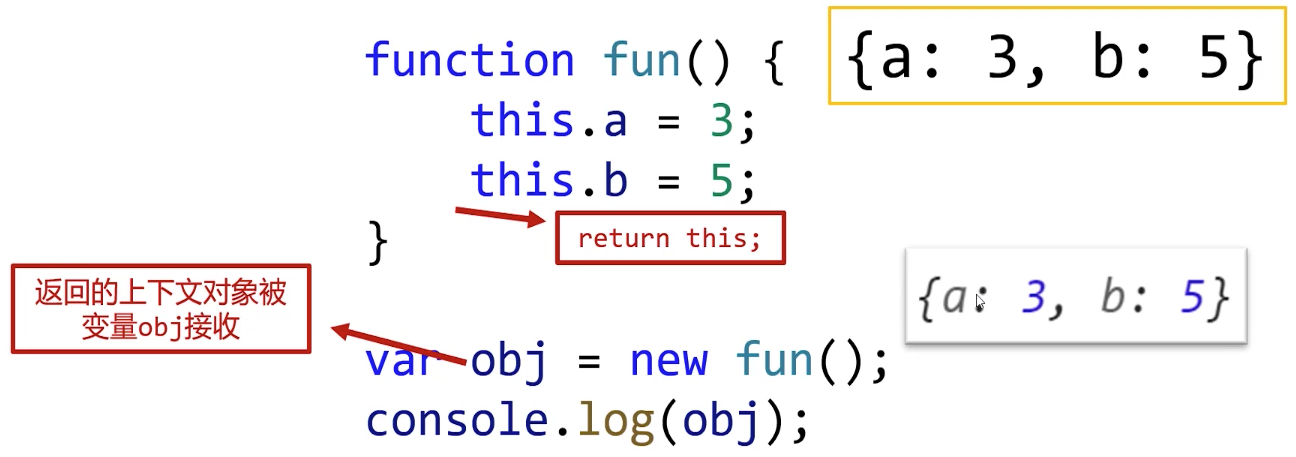 function fun() {
    this.a = 3;
    this.b = 5;
}
return this;
{a: 3, b: 5}
{a: 3, b: 5}
返回的上下文对象被
变量obj接收
var obj = new fun();
console.log(obj);